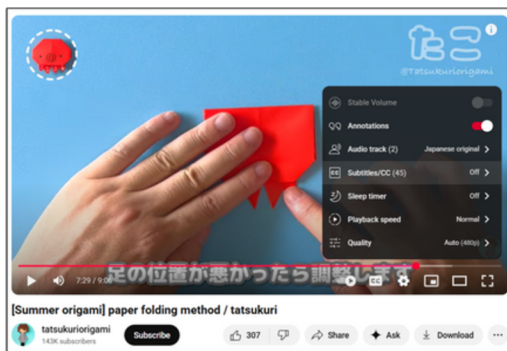 たこ
@Tatsukuriorigami
Stable Volume
Annotations
Audio track (2) Japanese original
Subtitles/CC (45) Off
Sleep timer Off
Playback speed Normal
Quality Auto (480p)
足の位置が悪かったら調整します
7:29 / 9:06
[Summer origami] paper folding method / tatsukuri
tatsukuriorigami
143K subscribers
Subscribe
307
Share
Ask
Download